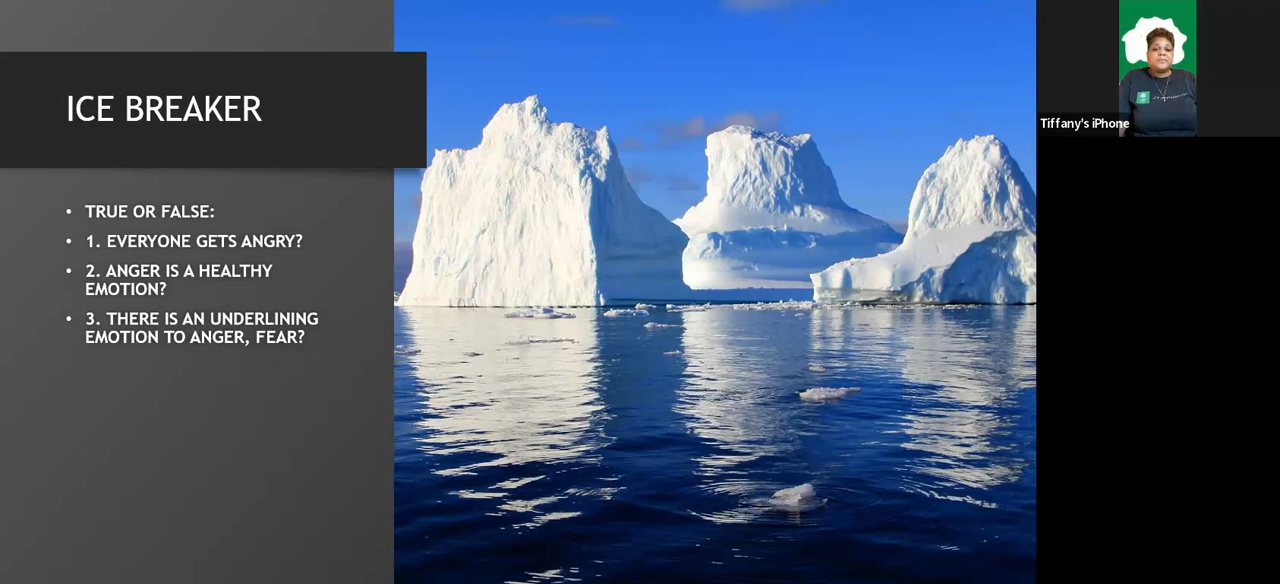 ICE BREAKER
• TRUE OR FALSE:
• 1. EVERYONE GETS ANGRY?
• 2. ANGER IS A HEALTHY
EMOTION?
• 3. THERE IS AN UNDERLINING
EMOTION TO ANGER, FEAR?
Tiffany's iPhone